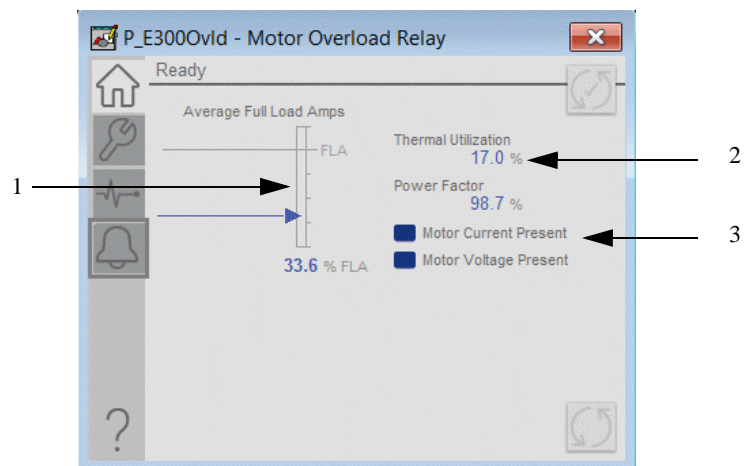 P_E300Ovld - Motor Overload Relay
Ready
Average Full Load Amps
FLA
33.6 % FLA
Thermal Utilization
17.0 %
Power Factor
98.7 %
Motor Current Present
Motor Voltage Present
?
1
2
3